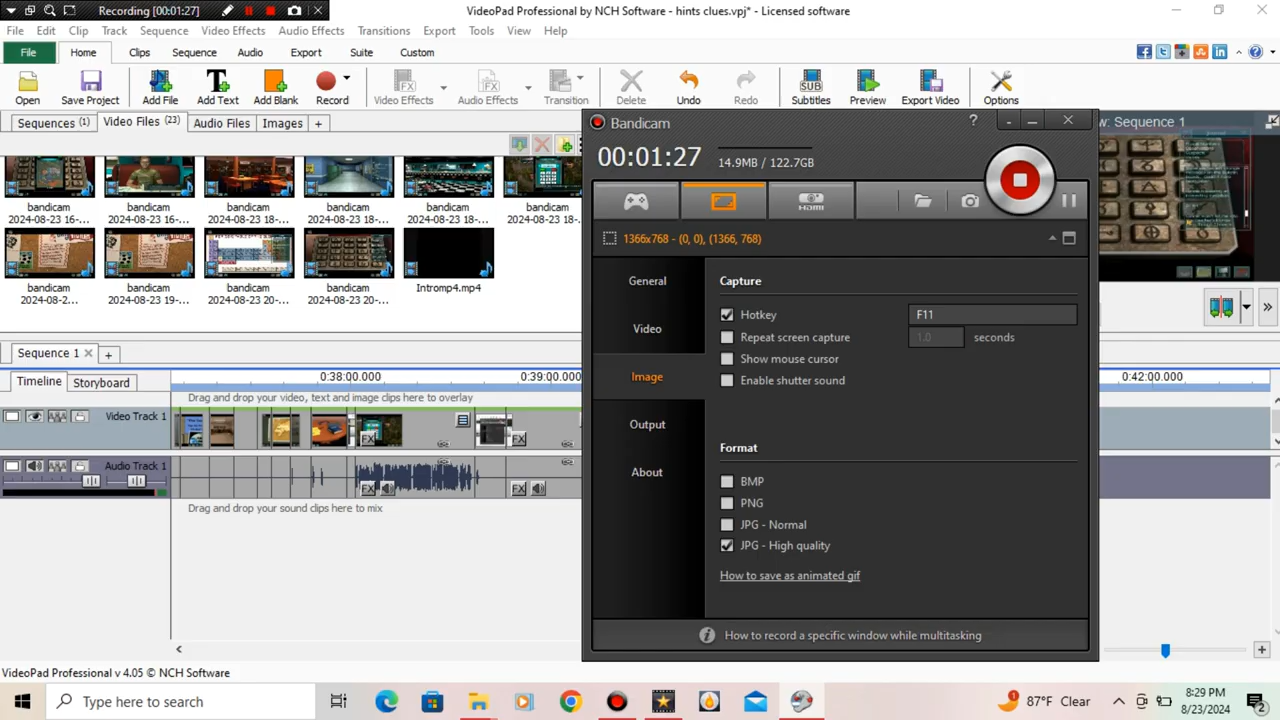 Recording [00:01:27]
VideoPad Professional by NCH Software - hints clues.vpj* - Licensed software
File Edit Clip Track Sequence Video Effects Audio Effects Transitions Export Tools View Help
File Home Clips Sequence Audio Export Suite Custom
Open Save Project Add File Add Text Add Blank Record Video Effects Audio Effects Transition Delete Undo Redo Subtitles Preview Export Video Options
Sequences (1) Video Files (23) Audio Files Images +
w: Sequence 1
bandicam
2024-08-23 16-...
bandicam
2024-08-23 16-...
bandicam
2024-08-23 18-...
bandicam
2024-08-23 18-...
bandicam
2024-08-23 18-...
bandicam
2024-08-23 18-...
bandicam
2024-08-2...
bandicam
2024-08-23 19-...
bandicam
2024-08-23 20-...
bandicam
2024-08-23 20-...
Intromp4.mp4
Bandicam
00:01:27 14.9MB / 122.7GB
HDMI
1366x768 - (0, 0), (1366, 768)
General
Video
Image
Output
About
Capture
Hotkey F11
Repeat screen capture 1.0 seconds
Show mouse cursor
Enable shutter sound
Format
BMP
PNG
JPG - Normal
JPG - High quality
How to save as animated gif
How to record a specific window while multitasking
Sequence 1 +
Timeline Storyboard
0:38:00.000 0:39:00.000 0:42:00.000
Drag and drop your video, text and image clips here to overlay
Video Track 1
FX FX
Audio Track 1
FX FX
Drag and drop your sound clips here to mix
VideoPad Professional v 4.05 © NCH Software
Type here to search
87°F Clear
8:29 PM
8/23/2024